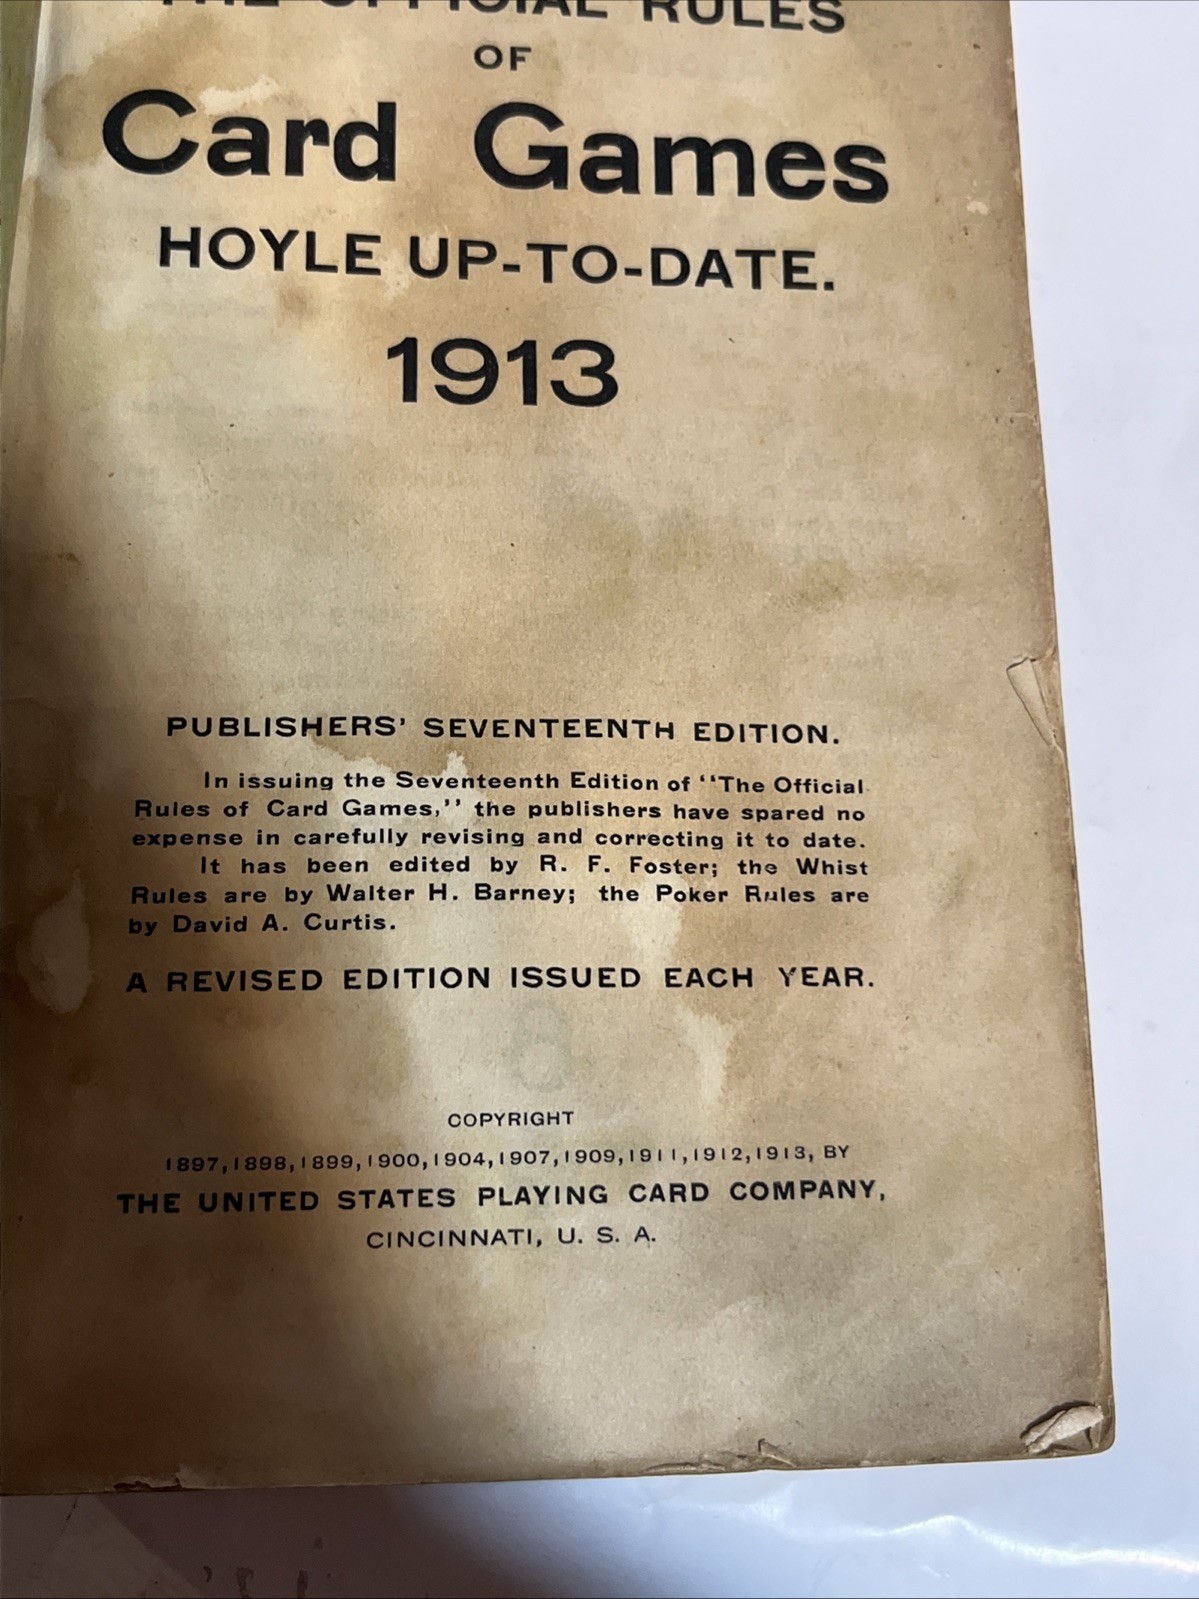 THE OFFICIAL RULES
OF
Card Games
HOYLE UP-TO-DATE.
1913
PUBLISHERS' SEVENTEENTH EDITION.
In issuing the Seventeenth Edition of "The Official
Rules of Card Games," the publishers have spared no
expense in carefully revising and correcting it to date.
It has been edited by R. F. Foster; the Whist
Rules are by Walter H. Barney; the Poker Rules are
by David A. Curtis.
A REVISED EDITION ISSUED EACH YEAR.
COPYRIGHT
1897, 1898, 1899, 1900, 1904, 1907, 1909, 1911, 1912, 1913, BY
THE UNITED STATES PLAYING CARD COMPANY,
CINCINNATI, U. S. A.